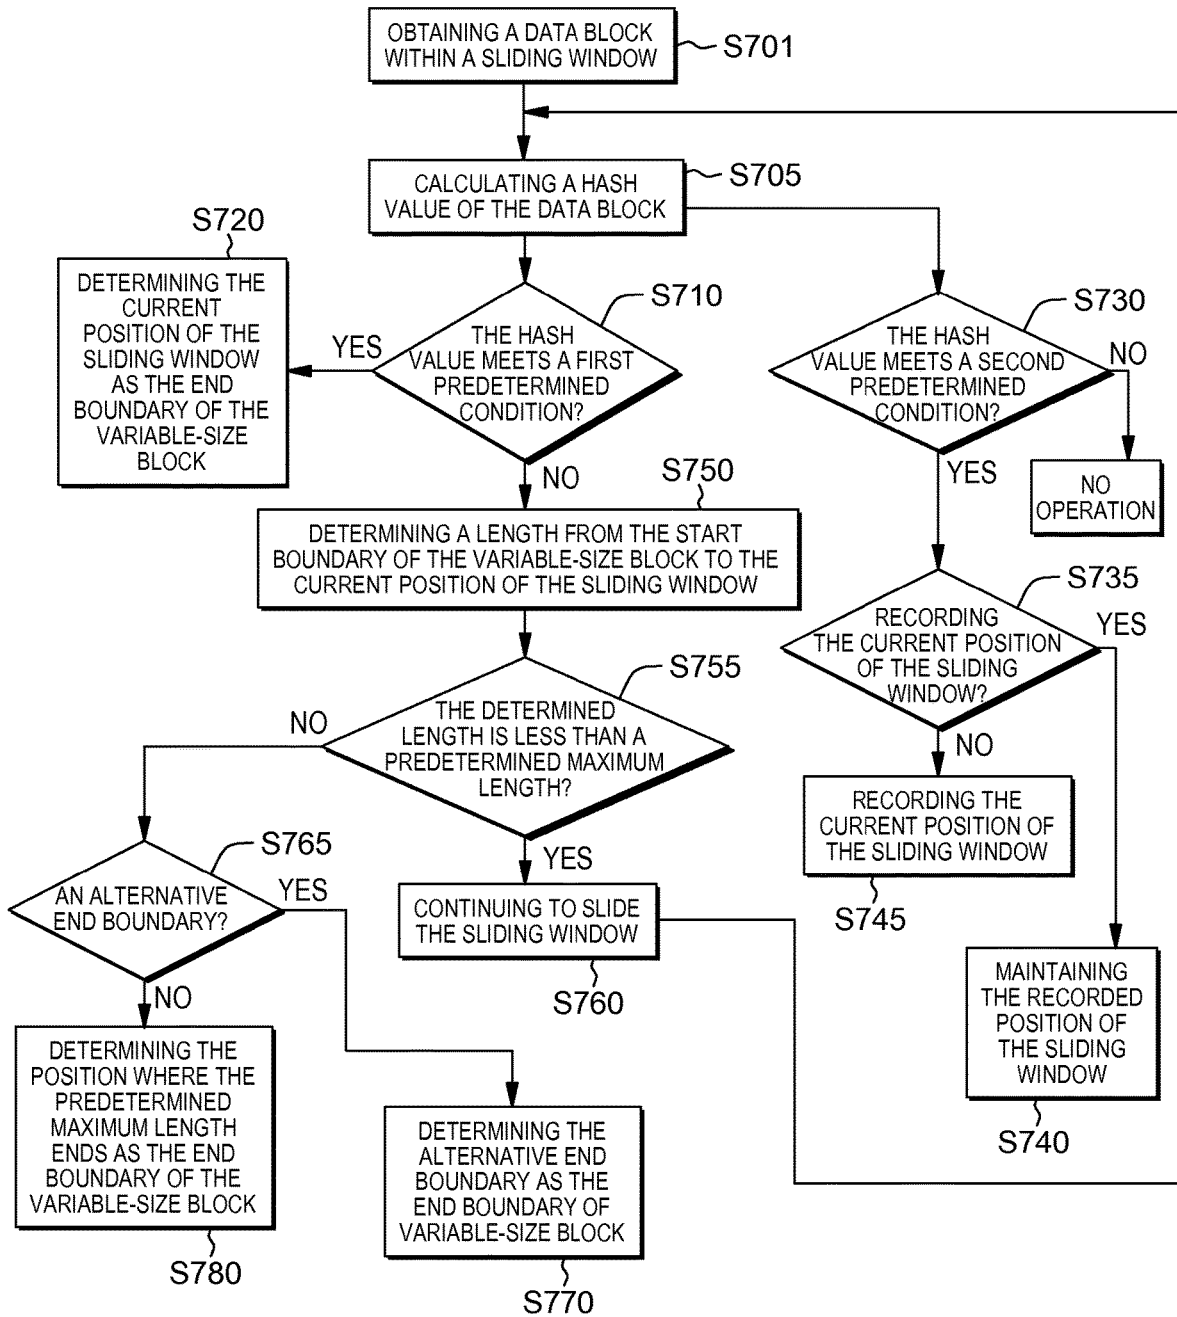 OBTAINING A DATA BLOCK
WITHIN A SLIDING WINDOW
S701
CALCULATING A HASH
VALUE OF THE DATA BLOCK
S705
S720
DETERMINING THE
CURRENT
POSITION OF THE
SLIDING WINDOW
AS THE END
BOUNDARY OF THE
VARIABLE-SIZE
BLOCK
YES
S710
THE HASH
VALUE MEETS A FIRST
PREDETERMINED
CONDITION?
NO
S730
THE HASH
VALUE MEETS A SECOND
PREDETERMINED
CONDITION?
NO
YES
NO
OPERATION
S750
DETERMINING A LENGTH FROM THE START
BOUNDARY OF THE VARIABLE-SIZE BLOCK TO THE
CURRENT POSITION OF THE SLIDING WINDOW
S735
RECORDING
THE CURRENT POSITION
OF THE SLIDING
WINDOW?
YES
NO
S755
THE DETERMINED
LENGTH IS LESS THAN A
PREDETERMINED MAXIMUM
LENGTH?
NO
YES
RECORDING THE
CURRENT POSITION OF
THE SLIDING WINDOW
S745
S765
AN ALTERNATIVE
END BOUNDARY?
YES
NO
CONTINUING TO SLIDE
THE SLIDING WINDOW
S760
MAINTAINING
THE RECORDED
POSITION OF
THE SLIDING
WINDOW
S740
DETERMINING THE
POSITION WHERE THE
PREDETERMINED
MAXIMUM LENGTH
ENDS AS THE END
BOUNDARY OF THE
VARIABLE-SIZE BLOCK
S780
DETERMINING THE
ALTERNATIVE END
BOUNDARY AS THE
END BOUNDARY OF
VARIABLE-SIZE BLOCK
S770